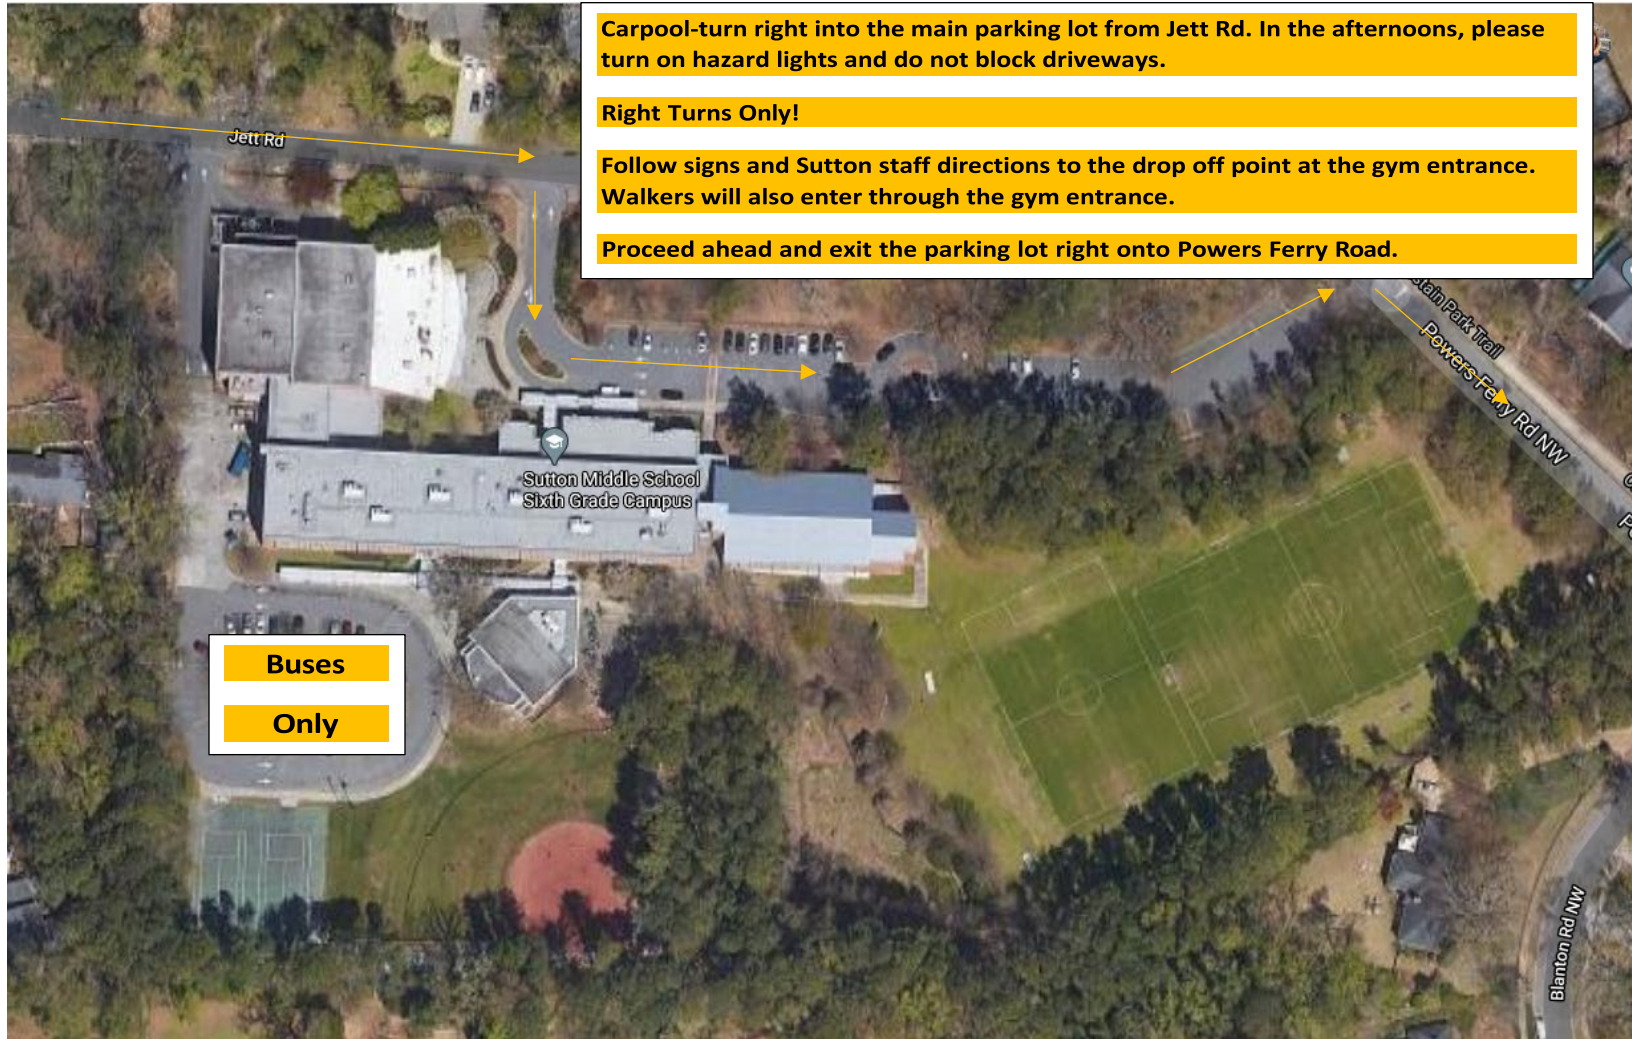 Carpool-turn right into the main parking lot from Jett Rd. In the afternoons, please
turn on hazard lights and do not block driveways.
Right Turns Only!
Follow signs and Sutton staff directions to the drop off point at the gym entrance.
Walkers will also enter through the gym entrance.
Proceed ahead and exit the parking lot right onto Powers Ferry Road.
Jett Rd
Park Trail
Powers Ferry Rd NW
Sutton Middle School
Sixth Grade Campus
Buses
Only
Blanton Rd NW